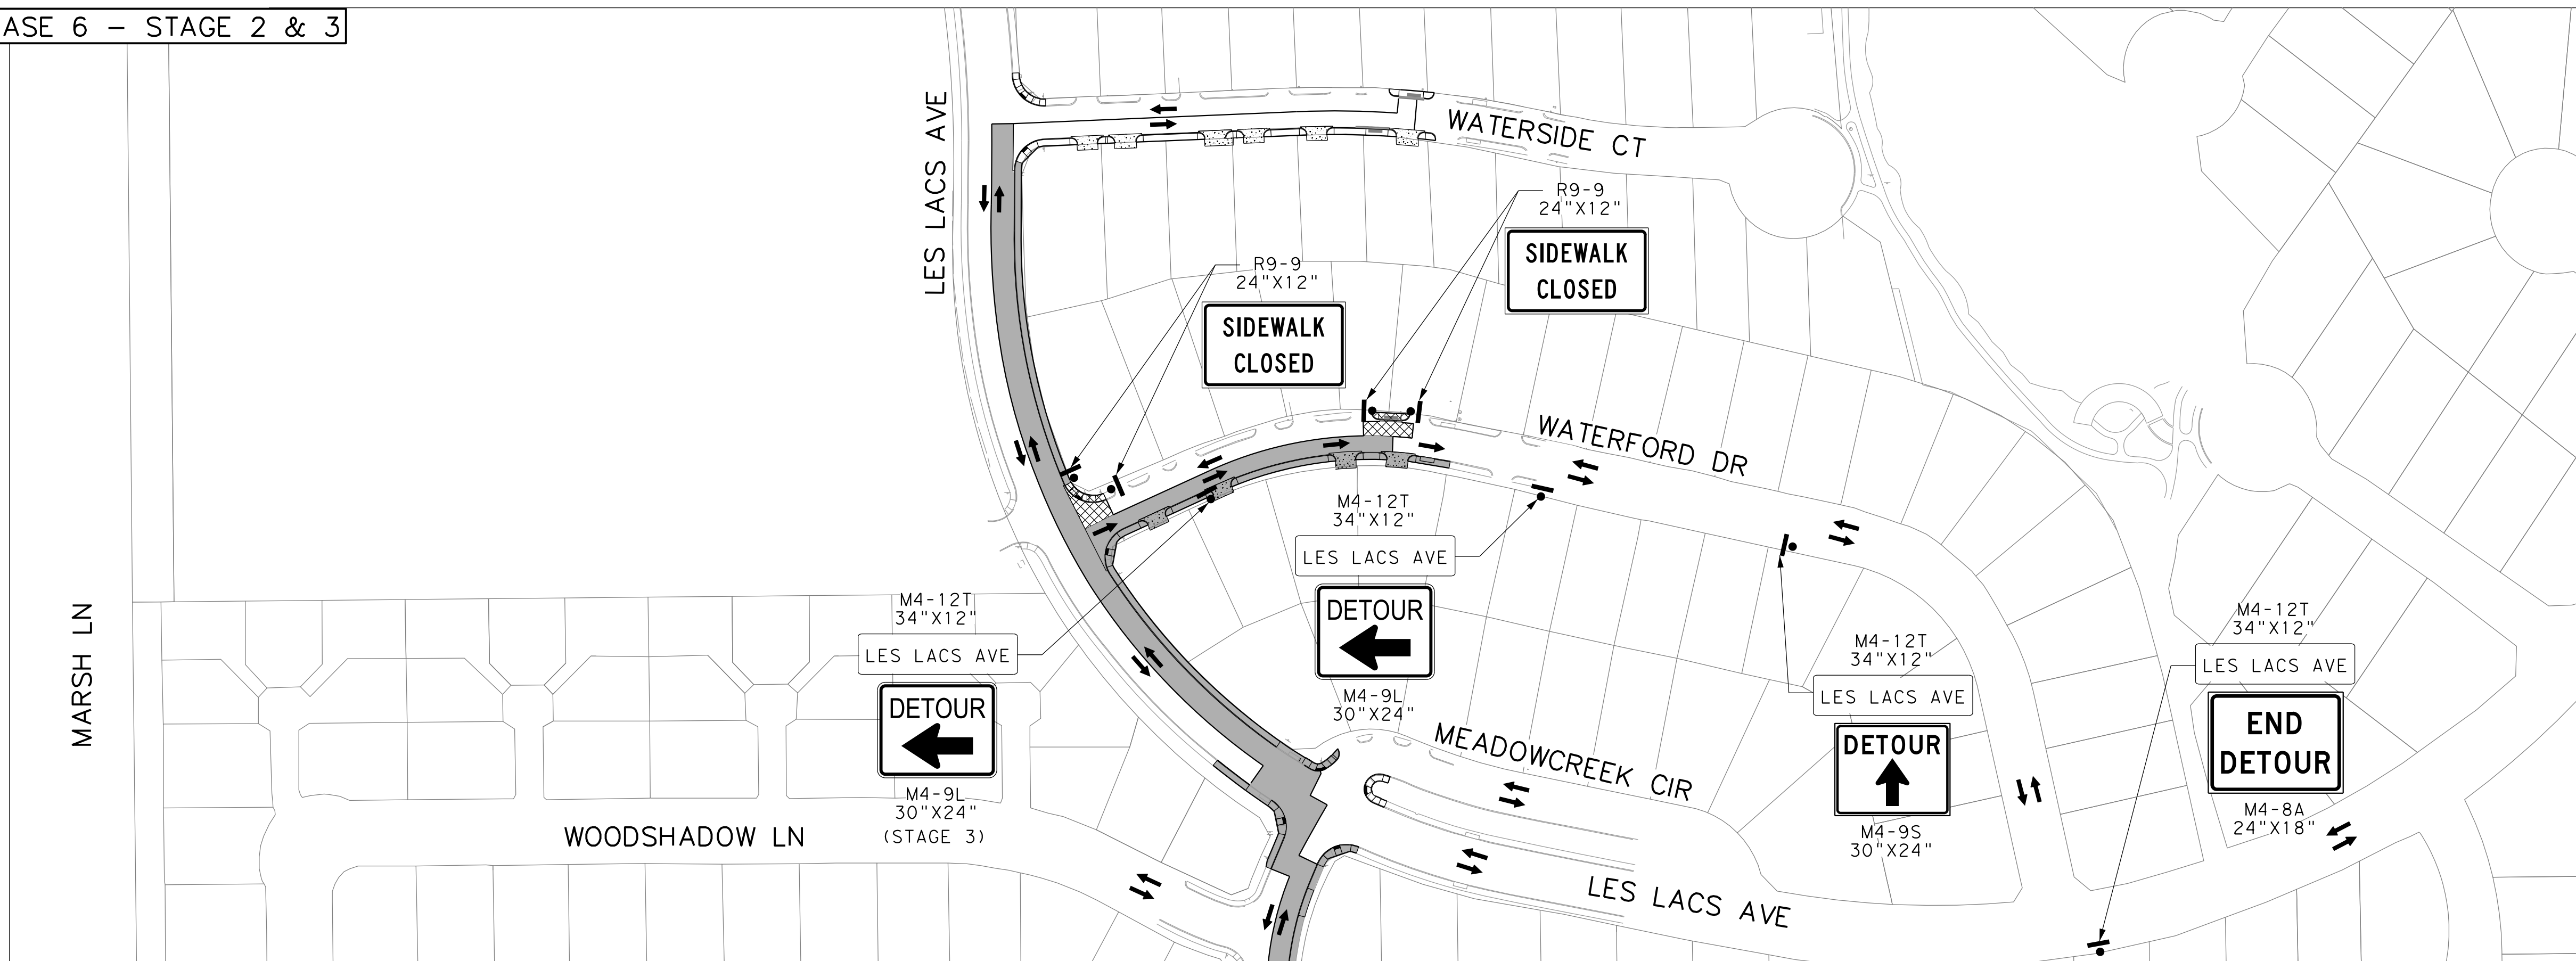 ASE 6 - STAGE 2 & 3
LES LACS AVE
WATERSIDE CT
R9-9
24"X12"
SIDEWALK
CLOSED
R9-9
24"X12"
SIDEWALK
CLOSED
WATERFORD DR
M4-12T
34"X12"
LES LACS AVE
DETOUR
M4-9L
30"X24"
M4-12T
34"X12"
LES LACS AVE
DETOUR
M4-9L
30"X24"
(STAGE 3)
MARSH LN
M4-12T
34"X12"
LES LACS AVE
DETOUR
M4-9S
30"X24"
M4-12T
34"X12"
LES LACS AVE
END
DETOUR
M4-8A
24"X18"
MEADOWCREEK CIR
WOODSHADOW LN
LES LACS AVE